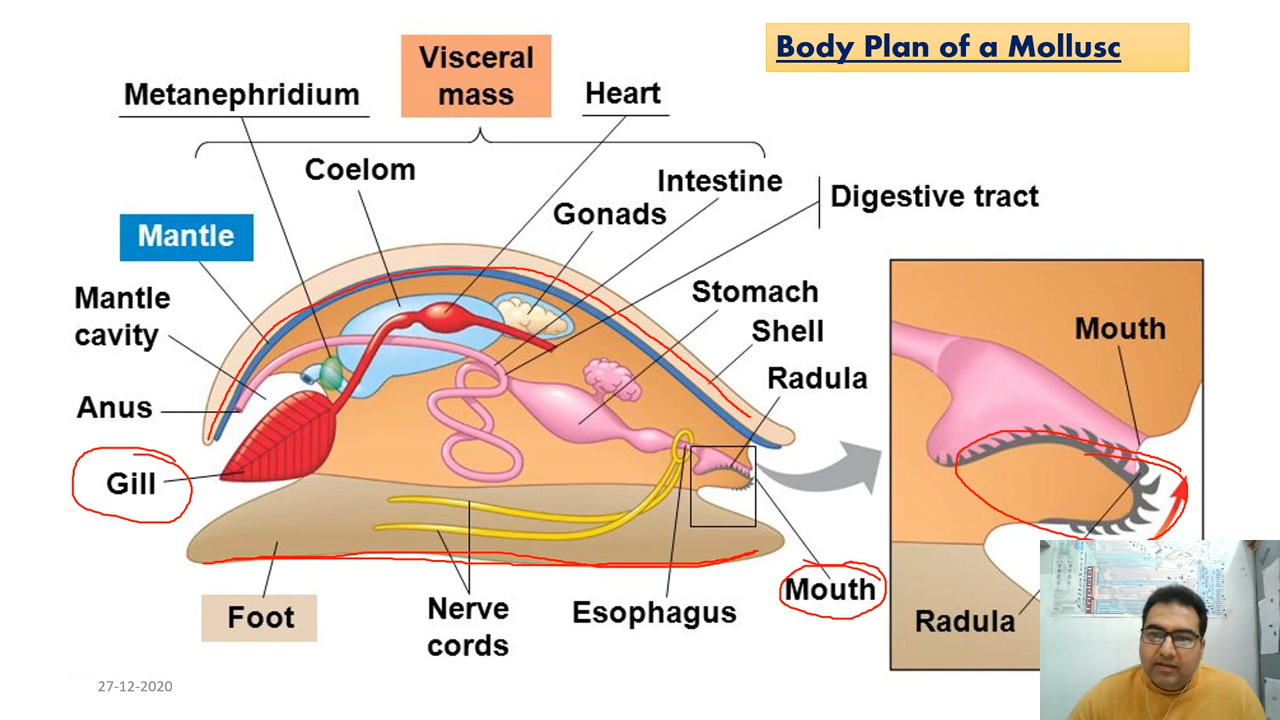 Body Plan of a Mollusc
Visceral
mass
Metanephridium
Heart
Coelom
Intestine
Gonads
Digestive tract
Mantle
Mantle
cavity
Stomach
Shell
Radula
Anus
Gill
Mouth
Foot
Nerve
cords
Esophagus
Mouth
Radula
27-12-2020